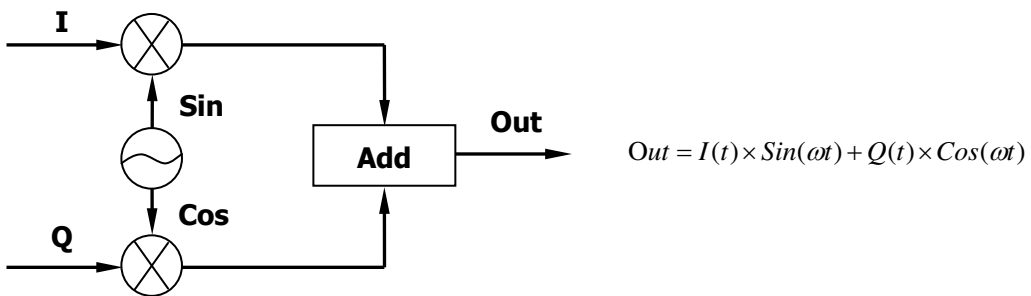 I
Sin
Out
Add
Out = I(t) × Sin(ωt) + Q(t) × Cos(ωt)
Cos
Q